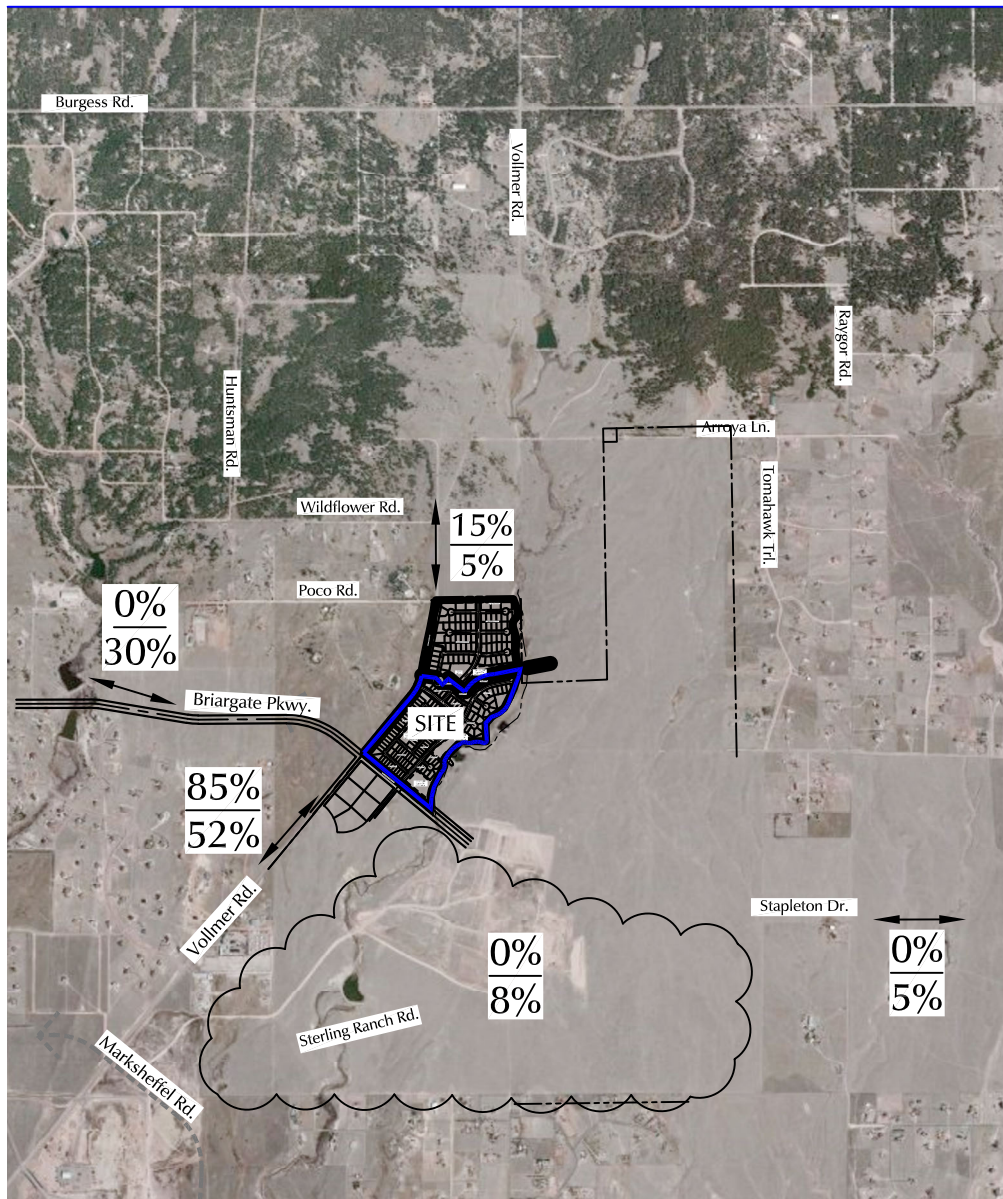 Burgess Rd.
Vollmer Rd.
Raygor Rd.
Huntsman Rd.
Arroya Ln.
Tomahawk Trl.
Wildflower Rd.
15%
5%
Poco Rd.
0%
30%
Briargate Pkwy.
SITE
85%
52%
Vollmer Rd.
Stapleton Dr.
0%
8%
0%
5%
Sterling Ranch Rd.
Marksheffel Rd.